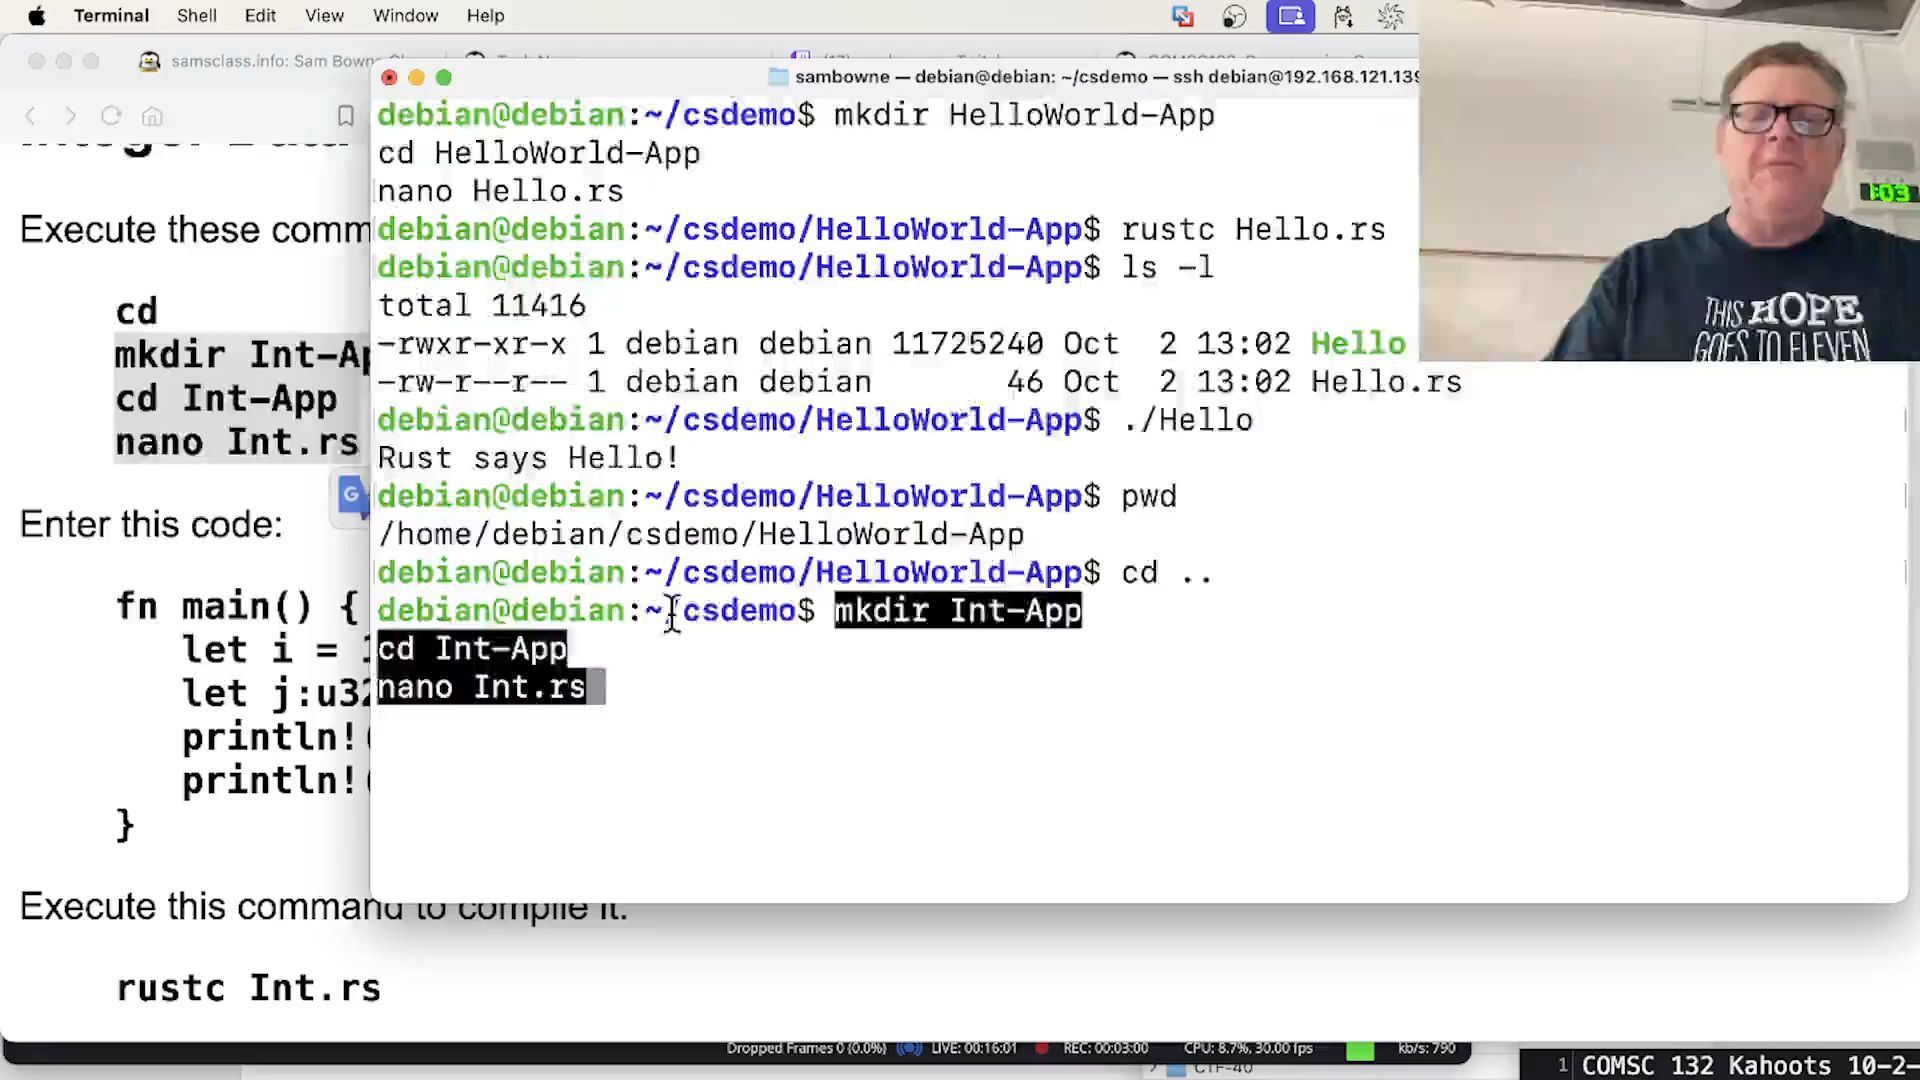 Terminal Shell Edit View Window Help
samsclass.info: Sam Bowne
sambowne — debian@debian: ~/csdemo — ssh debian@192.168.121.139
debian@debian:~/csdemo$ mkdir HelloWorld-App
cd HelloWorld-App
nano Hello.rs
debian@debian:~/csdemo/HelloWorld-App$ rustc Hello.rs
debian@debian:~/csdemo/HelloWorld-App$ ls -l
total 11416
-rwxr-xr-x 1 debian debian 11725240 Oct  2 13:02 Hello
-rw-r--r-- 1 debian debian       46 Oct  2 13:02 Hello.rs
debian@debian:~/csdemo/HelloWorld-App$ ./Hello
Rust says Hello!
debian@debian:~/csdemo/HelloWorld-App$ pwd
/home/debian/csdemo/HelloWorld-App
debian@debian:~/csdemo/HelloWorld-App$ cd ..
debian@debian:~/csdemo$ mkdir Int-App
cd Int-App
nano Int.rs
Execute these comm
cd
mkdir Int-Ap
cd Int-App
nano Int.rs
Enter this code:
fn main() {
let i = 1
let j:u32
println!(
println!(
}
Execute this command to compile it.
rustc Int.rs
THIS HOPE
GOES TO ELEVEN
1:03
Dropped Frames 0 (0.0%) LIVE: 00:16:01 REC: 00:03:00 CPU: 8.7%, 30.00 fps kb/s: 790
CTF-40
1 COMSC 132 Kahoots 10-2-